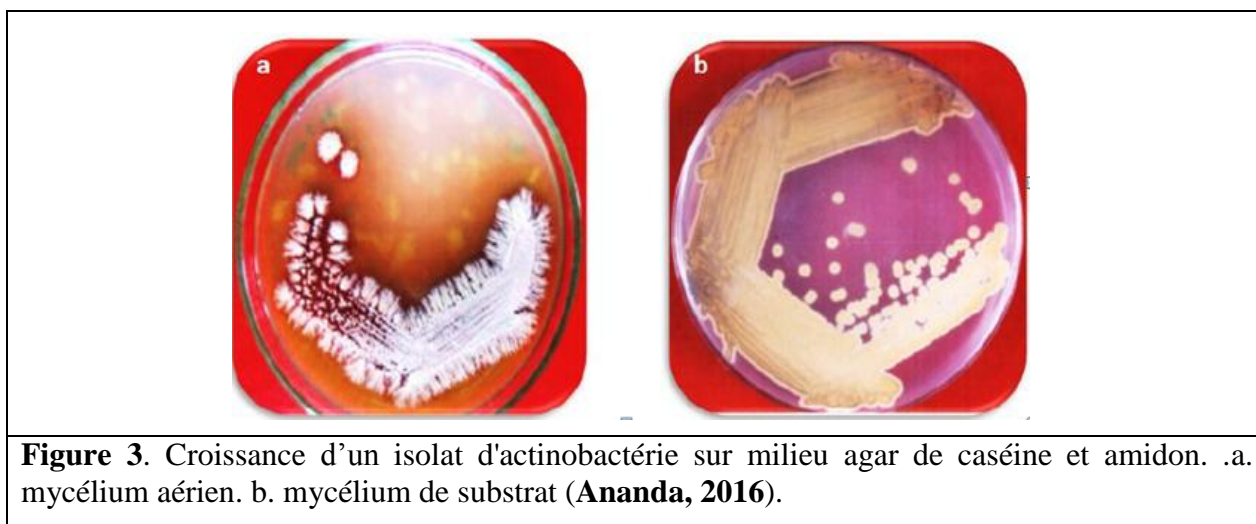 a
b
Figure 3. Croissance d’un isolat d'actinobactérie sur milieu agar de caséine et amidon. .a.
mycélium aérien. b. mycélium de substrat (Ananda, 2016).